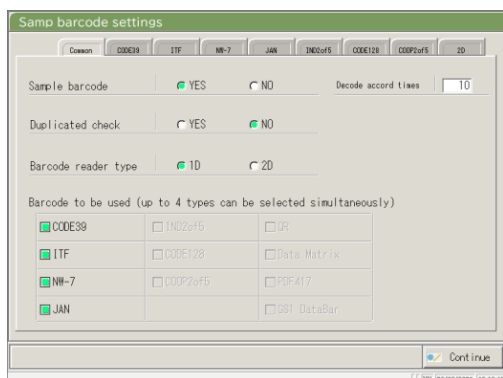 Samp barcode settings
Common CODE39 ITF NW-7 JAN IND2of5 CODE128 COOP2of5 2D
Sample barcode YES NO Decode accord times 10
Duplicated check YES NO
Barcode reader type 1D 2D
Barcode to be used (up to 4 types can be selected simultaneously)
CODE39 IND2of5 QR
ITF CODE128 Data Matrix
NW-7 COOP2of5 PDF417
JAN GS1 DataBar
Continue